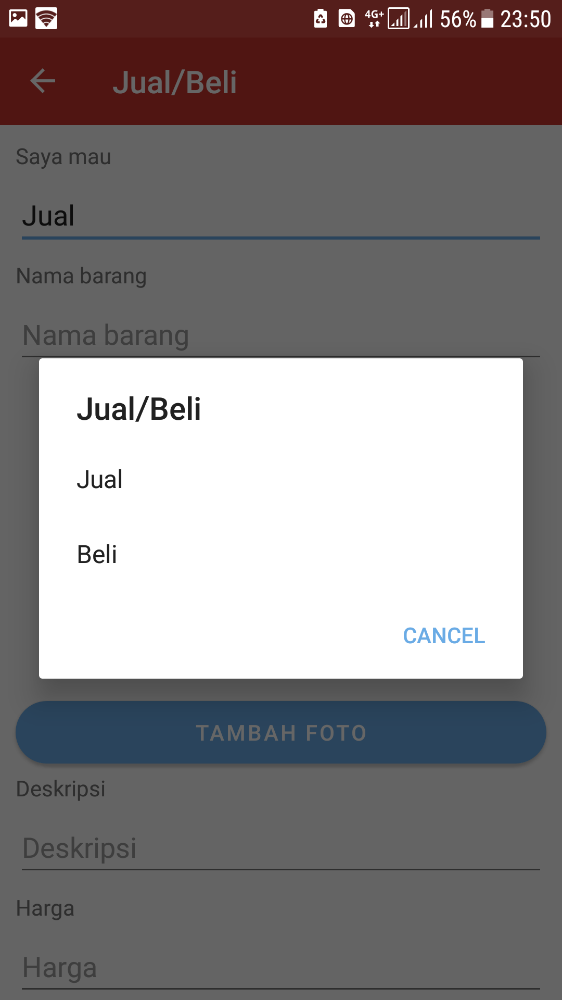 4G+ 56% 23:50
Jual/Beli
Saya mau
Jual
Nama barang
Nama barang
Jual/Beli
Jual
Beli
CANCEL
TAMBAH FOTO
Deskripsi
Deskripsi
Harga
Harga